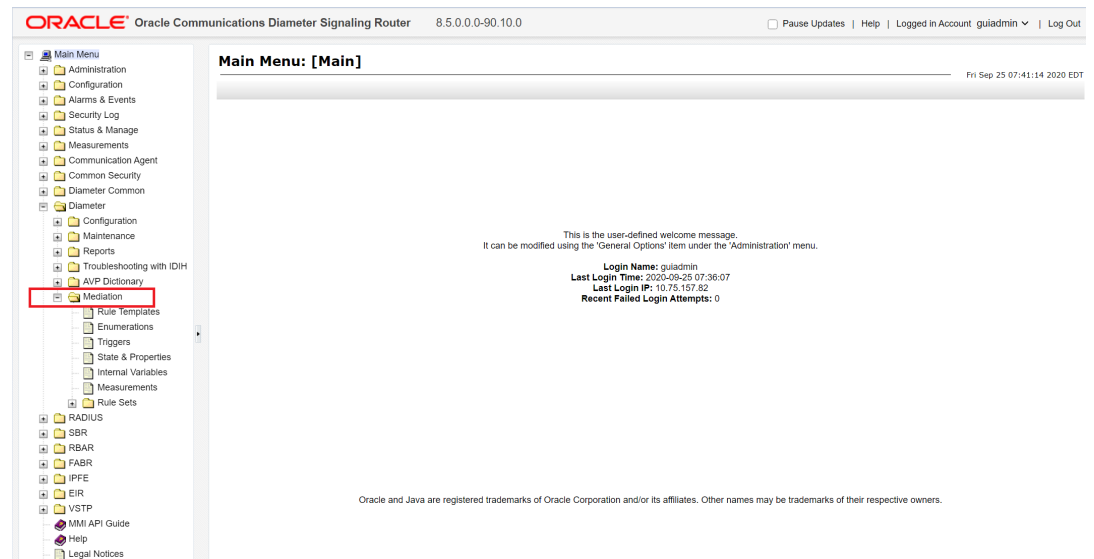 ORACLE® Oracle Communications Diameter Signaling Router 8.5.0.0.0-90.10.0
Pause Updates | Help | Logged in Account guiadmin | Log Out
Main Menu
Administration
Configuration
Alarms & Events
Security Log
Status & Manage
Measurements
Communication Agent
Common Security
Diameter Common
Diameter
Configuration
Maintenance
Reports
Troubleshooting with IDIH
AVP Dictionary
Mediation
Rule Templates
Enumerations
Triggers
State & Properties
Internal Variables
Measurements
Rule Sets
RADIUS
SBR
RBAR
FABR
IPFE
EIR
VSTP
MMI API Guide
Help
Legal Notices
Main Menu: [Main]
Fri Sep 25 07:41:14 2020 EDT
This is the user-defined welcome message.
It can be modified using the 'General Options' item under the 'Administration' menu.
Login Name: guiadmin
Last Login Time: 2020-09-25 07:36:07
Last Login IP: 10.75.157.82
Recent Failed Login Attempts: 0
Oracle and Java are registered trademarks of Oracle Corporation and/or its affiliates. Other names may be trademarks of their respective owners.